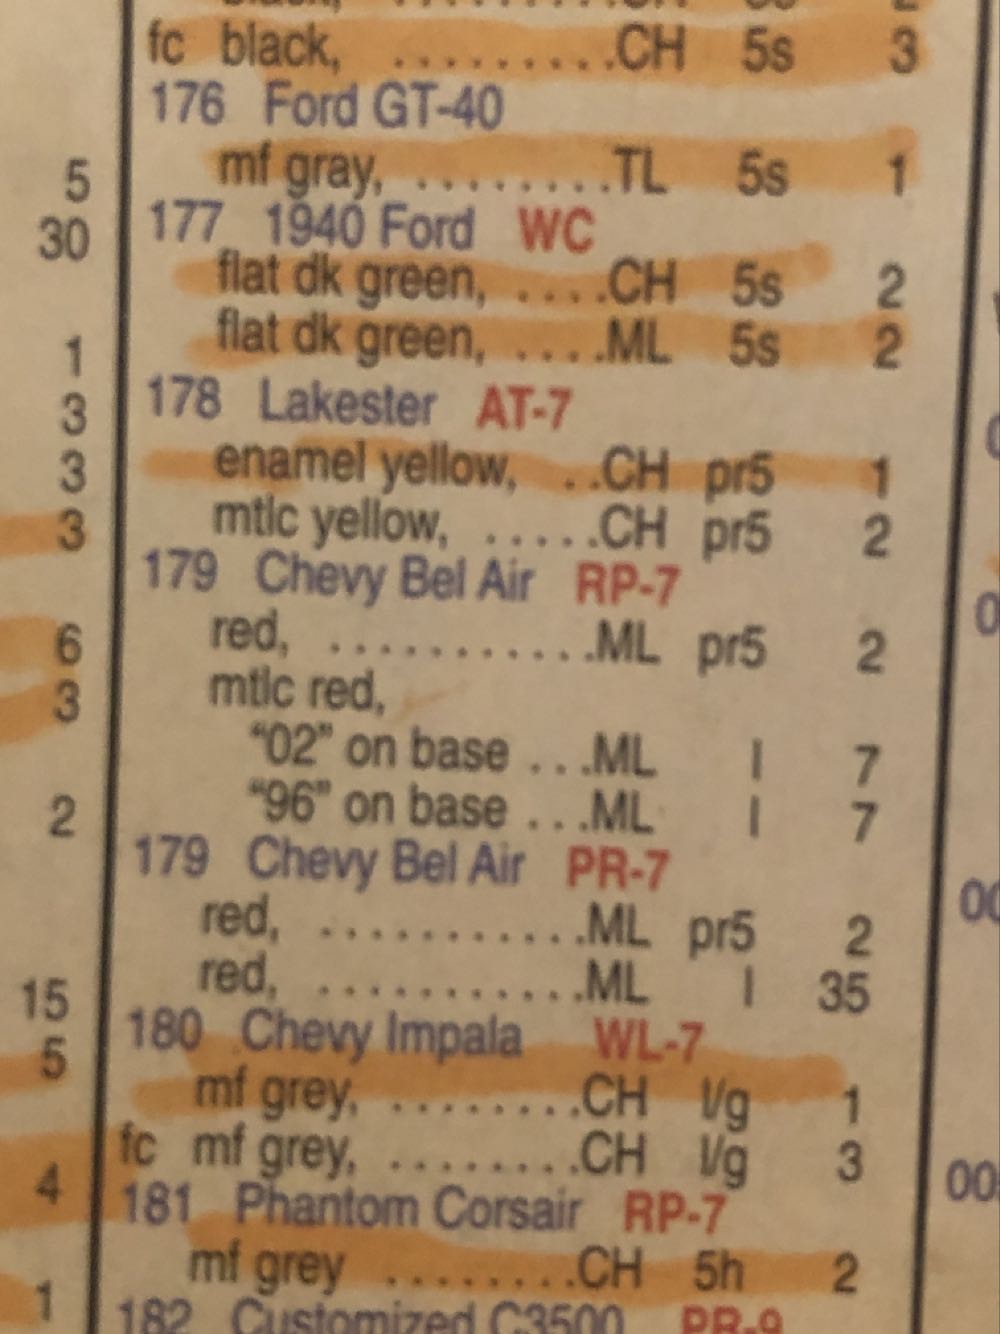 fc black, ..........CH 5s 3
176 Ford GT-40
mf gray, .........TL 5s 1
177 1940 Ford WC
flat dk green, ....CH 5s 2
flat dk green, ....ML 5s 2
178 Lakester AT-7
enamel yellow, ..CH pr5 1
mtlc yellow, .....CH pr5 2
179 Chevy Bel Air RP-7
red, ............ML pr5 2
mtlc red,
“02” on base ...ML l 7
“96” on base ...ML l 7
179 Chevy Bel Air PR-7
red, ............ML pr5 2
red, ............ML l 35
180 Chevy Impala WL-7
mf grey, .........CH l/g 1
fc mf grey, .........CH l/g 3
181 Phantom Corsair RP-7
mf grey .........CH 5h 2
182 Customized C3500 PR-9
5
30
1
3
3
3
6
3
2
15
5
4
1